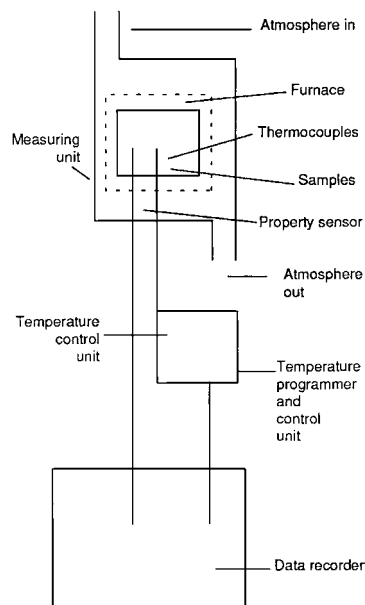 Atmosphere in
Furnace
Thermocouples
Measuring
unit
Samples
Property sensor
Atmosphere
out
Temperature
control
unit
Temperature
programmer
and
control
unit
Data recorder